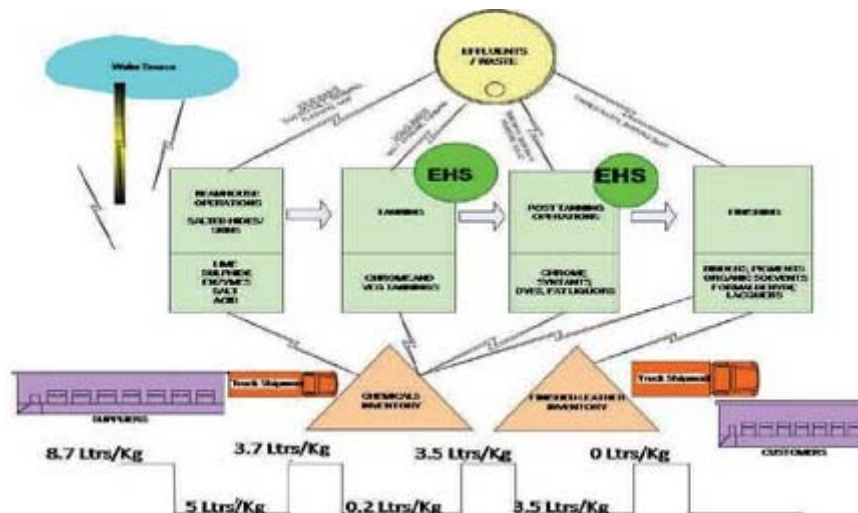 EFFLUENTS
/ WASTE
Water Source
EHS
EHS
BEAMHOUSE
OPERATIONS
SALTED HIDES/
SKINS
TANNING
POST TANNING
OPERATIONS
FINISHING
LIME
SULPHIDE
ENZYMES
SALT
ACID
CHROME AND
VEG TANNINGS
CHROME,
SYNTANS
DYES, FAT LIQUORS
BINDERS, PIGMENTS
ORGANIC SOLVENTS
FORMALDEHYDE
LACQUERS
Truck Shipment
CHEMICALS
INVENTORY
FINISHED LEATHER
INVENTORY
Truck Shipment
SUPPLIERS
CUSTOMERS
8.7 Ltrs/Kg
3.7 Ltrs/Kg
3.5 Ltrs/Kg
0 Ltrs/Kg
5 Ltrs/Kg
0.2 Ltrs/Kg
3.5 Ltrs/Kg